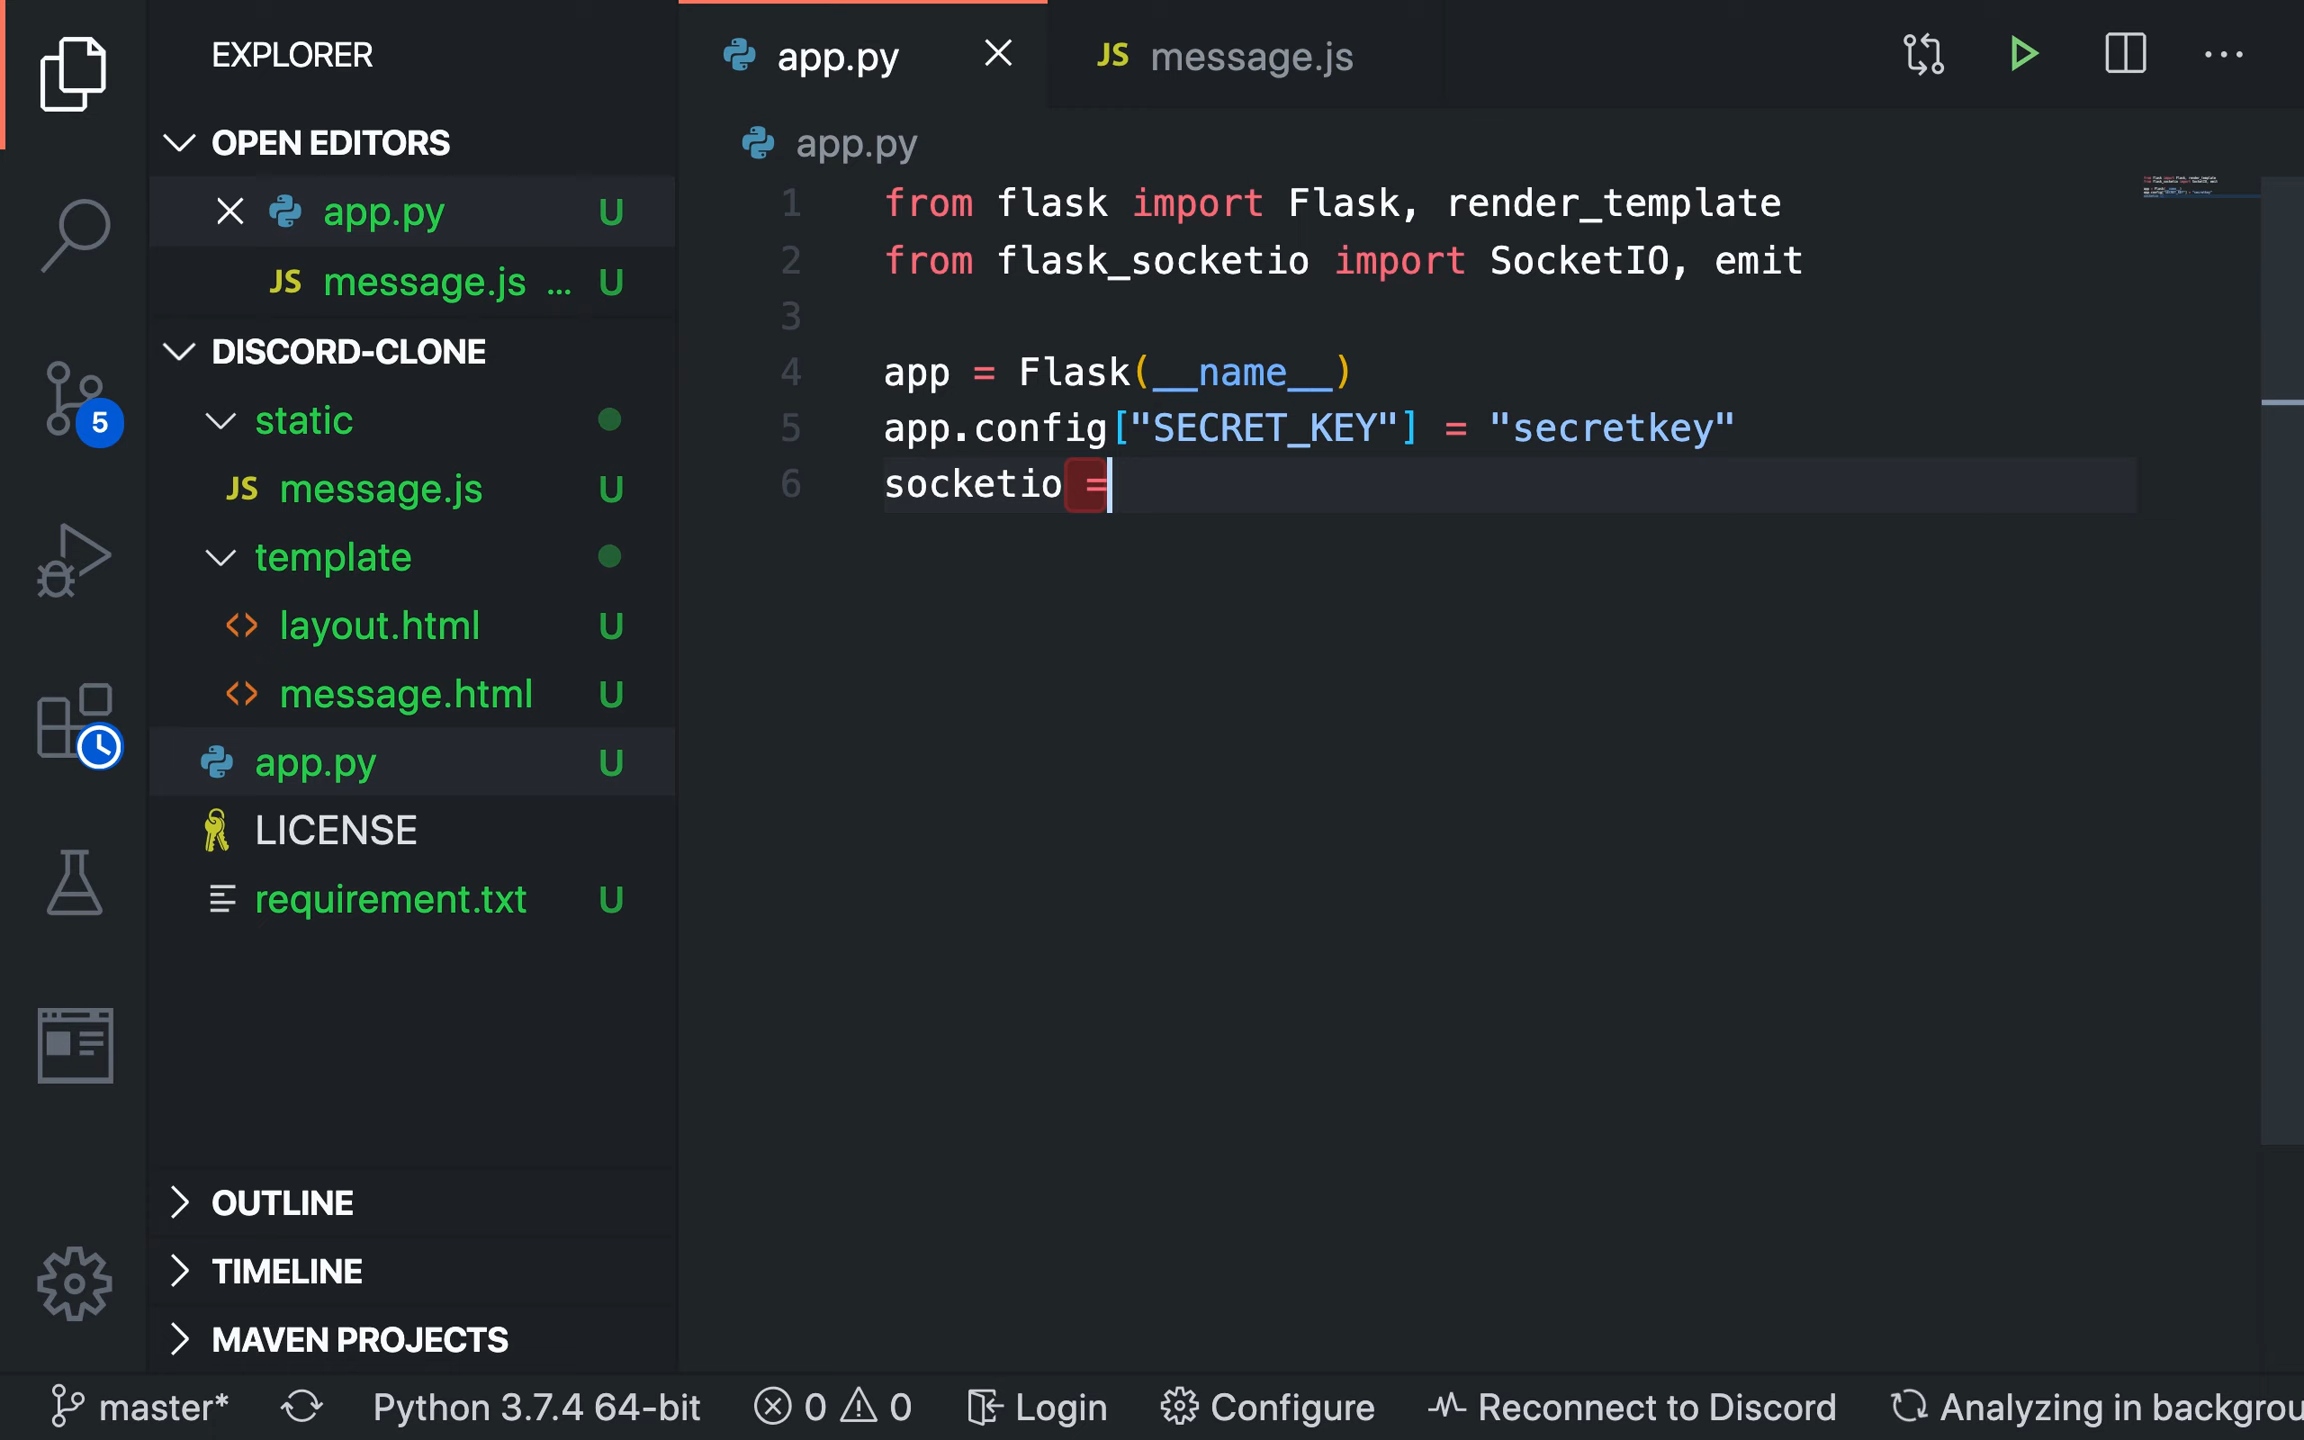 EXPLORER
OPEN EDITORS
app.py U
JS message.js ... U
DISCORD-CLONE
static
JS message.js U
template
<> layout.html U
<> message.html U
app.py U
LICENSE
requirement.txt U
OUTLINE
TIMELINE
MAVEN PROJECTS
5
app.py
JS message.js
app.py
1 from flask import Flask, render_template
2 from flask_socketio import SocketIO, emit
3
4 app = Flask(__name__)
5 app.config["SECRET_KEY"] = "secretkey"
6 socketio =
master* Python 3.7.4 64-bit 0 0 Login Configure Reconnect to Discord Analyzing in backgrou